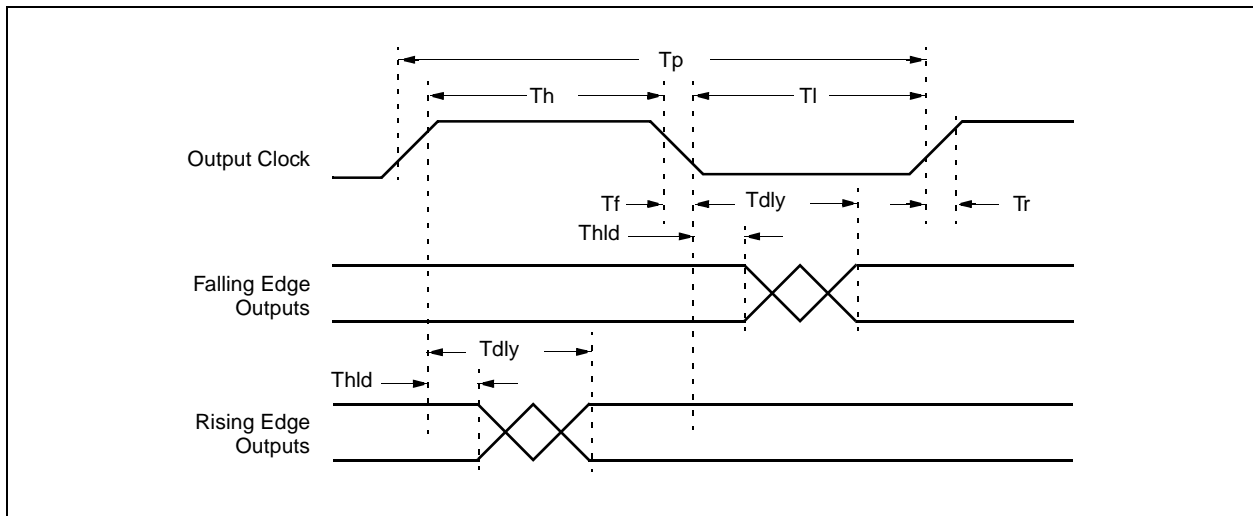 Tp
Th
Tl
Output Clock
Tf
Tdly
Tr
Thld
Falling Edge
Outputs
Tdly
Thld
Rising Edge
Outputs